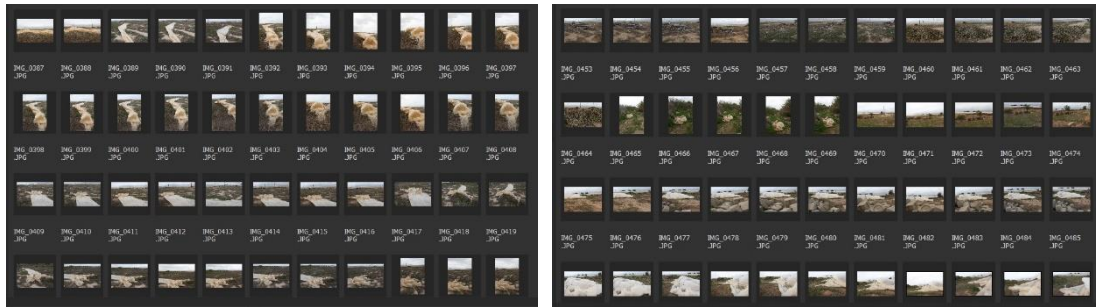 IMG_0387 IMG_0388 IMG_0389 IMG_0390 IMG_0391 IMG_0392 IMG_0393 IMG_0394 IMG_0395 IMG_0396 IMG_0397
.JPG .JPG .JPG .JPG .JPG .JPG .JPG .JPG .JPG .JPG .JPG
IMG_0398 IMG_0399 IMG_0400 IMG_0401 IMG_0402 IMG_0403 IMG_0404 IMG_0405 IMG_0406 IMG_0407 IMG_0408
.JPG .JPG .JPG .JPG .JPG .JPG .JPG .JPG .JPG .JPG .JPG
IMG_0409 IMG_0410 IMG_0411 IMG_0412 IMG_0413 IMG_0414 IMG_0415 IMG_0416 IMG_0417 IMG_0418 IMG_0419
.JPG .JPG .JPG .JPG .JPG .JPG .JPG .JPG .JPG .JPG .JPG
IMG_0453 IMG_0454 IMG_0455 IMG_0456 IMG_0457 IMG_0458 IMG_0459 IMG_0460 IMG_0461 IMG_0462 IMG_0463
.JPG .JPG .JPG .JPG .JPG .JPG .JPG .JPG .JPG .JPG .JPG
IMG_0464 IMG_0465 IMG_0466 IMG_0467 IMG_0468 IMG_0469 IMG_0470 IMG_0471 IMG_0472 IMG_0473 IMG_0474
.JPG .JPG .JPG .JPG .JPG .JPG .JPG .JPG .JPG .JPG .JPG
IMG_0475 IMG_0476 IMG_0477 IMG_0478 IMG_0479 IMG_0480 IMG_0481 IMG_0482 IMG_0483 IMG_0484 IMG_0485
.JPG .JPG .JPG .JPG .JPG .JPG .JPG .JPG .JPG .JPG .JPG